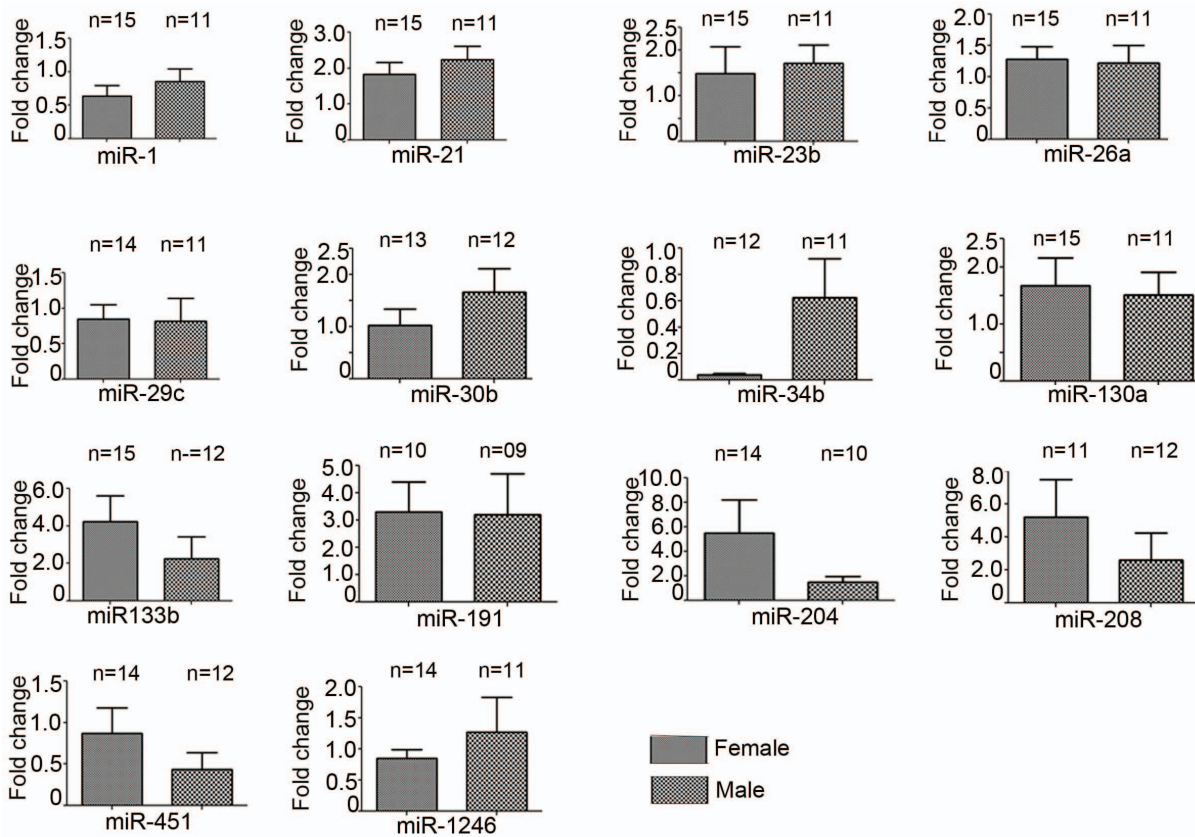 n=15 n=11
Fold change
1.5
1.0
0.5
0
miR-1
n=15 n=11
Fold change
3.0
2.0
1.0
0
miR-21
n=15 n=11
Fold change
2.5
2.0
1.5
1.0
0
miR-23b
n=15 n=11
Fold change
2.0
1.5
1.0
0.5
0
miR-26a
n=14 n=11
Fold change
1.5
1.0
0.5
0
miR-29c
n=13 n=12
Fold change
2.0
1.0
0
miR-30b
n=12 n=11
Fold change
1.0
0.8
0.6
0.4
0.2
0
miR-34b
n=15 n=11
Fold change
2.5
2.0
1.5
1.0
0
miR-130a
n=15 n-=12
Fold change
6.0
4.0
2.0
0
miR133b
n=10 n=09
Fold change
5.0
4.0
3.0
2.0
1.0
0
miR-191
n=14 n=10
Fold change
10.0
8.0
6.0
4.0
2.0
0
miR-204
n=11 n=12
Fold change
8.0
6.0
4.0
2.0
0
miR-208
n=14 n=12
Fold change
1.5
1.0
0.5
0
miR-451
n=14 n=11
Fold change
2.0
1.5
1.0
0.5
0
miR-1246
Female
Male